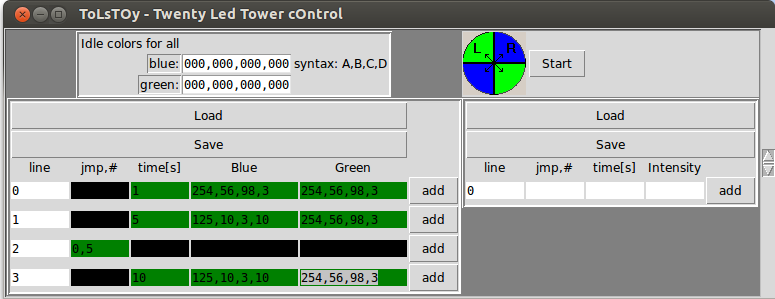 ToLsTOy - Twenty Led Tower cOntrol
Idle colors for all
blue: 000,000,000,000 syntax: A,B,C,D
green: 000,000,000,000
L R
Start
Load
Save
line jmp,# time[s] Blue Green
0 1 254,56,98,3 254,56,98,3 add
1 5 125,10,3,10 254,56,98,3 add
2 0,5 add
3 10 125,10,3,10 254,56,98,3 add
Load
Save
line jmp,# time[s] Intensity
0 add